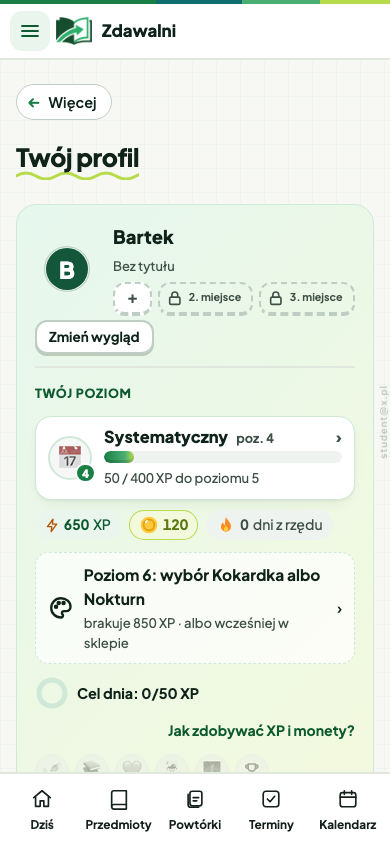 Zdawalni
← Więcej
Twój profil
B
Bartek
Bez tytułu
+
2. miejsce
3. miejsce
Zmień wygląd
TWÓJ POZIOM
17
4
Systematyczny poz. 4 ›
50 / 400 XP do poziomu 5
650 XP
120
0 dni z rzędu
Poziom 6: wybór Kokardka albo
Nokturn
brakuje 850 XP · albo wcześniej w
sklepie
›
Cel dnia: 0/50 XP
Jak zdobywać XP i monety?
student@x.pl
Dziś
Przedmioty
Powtórki
Terminy
Kalendarz